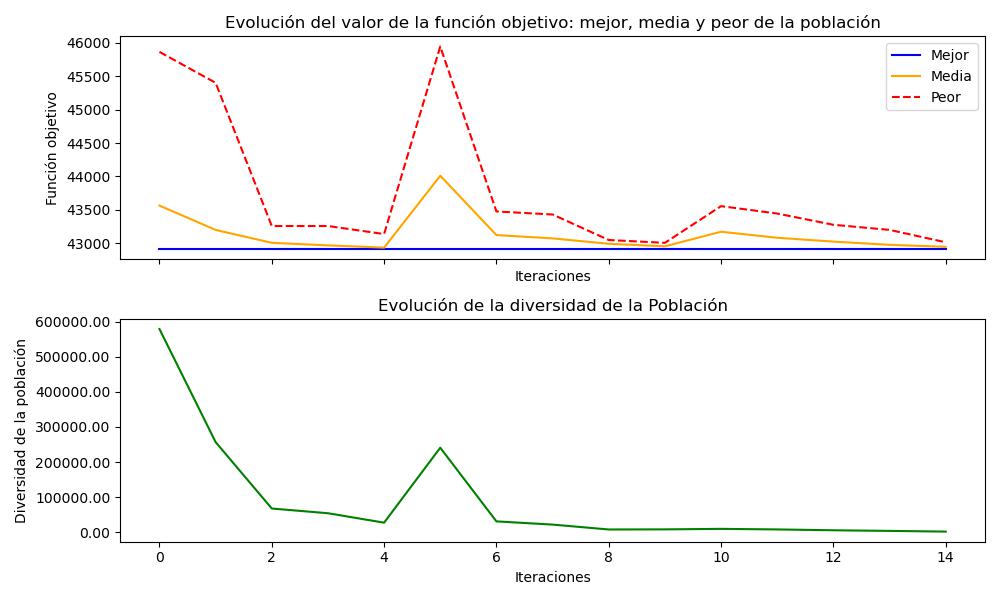 Evolución del valor de la función objetivo: mejor, media y peor de la población
46000
45500
45000
44500
44000
43500
43000
Función objetivo
Mejor
Media
Peor
Iteraciones
Evolución de la diversidad de la Población
600000.00
500000.00
400000.00
300000.00
200000.00
100000.00
0.00
Diversidad de la población
0 2 4 6 8 10 12 14
Iteraciones